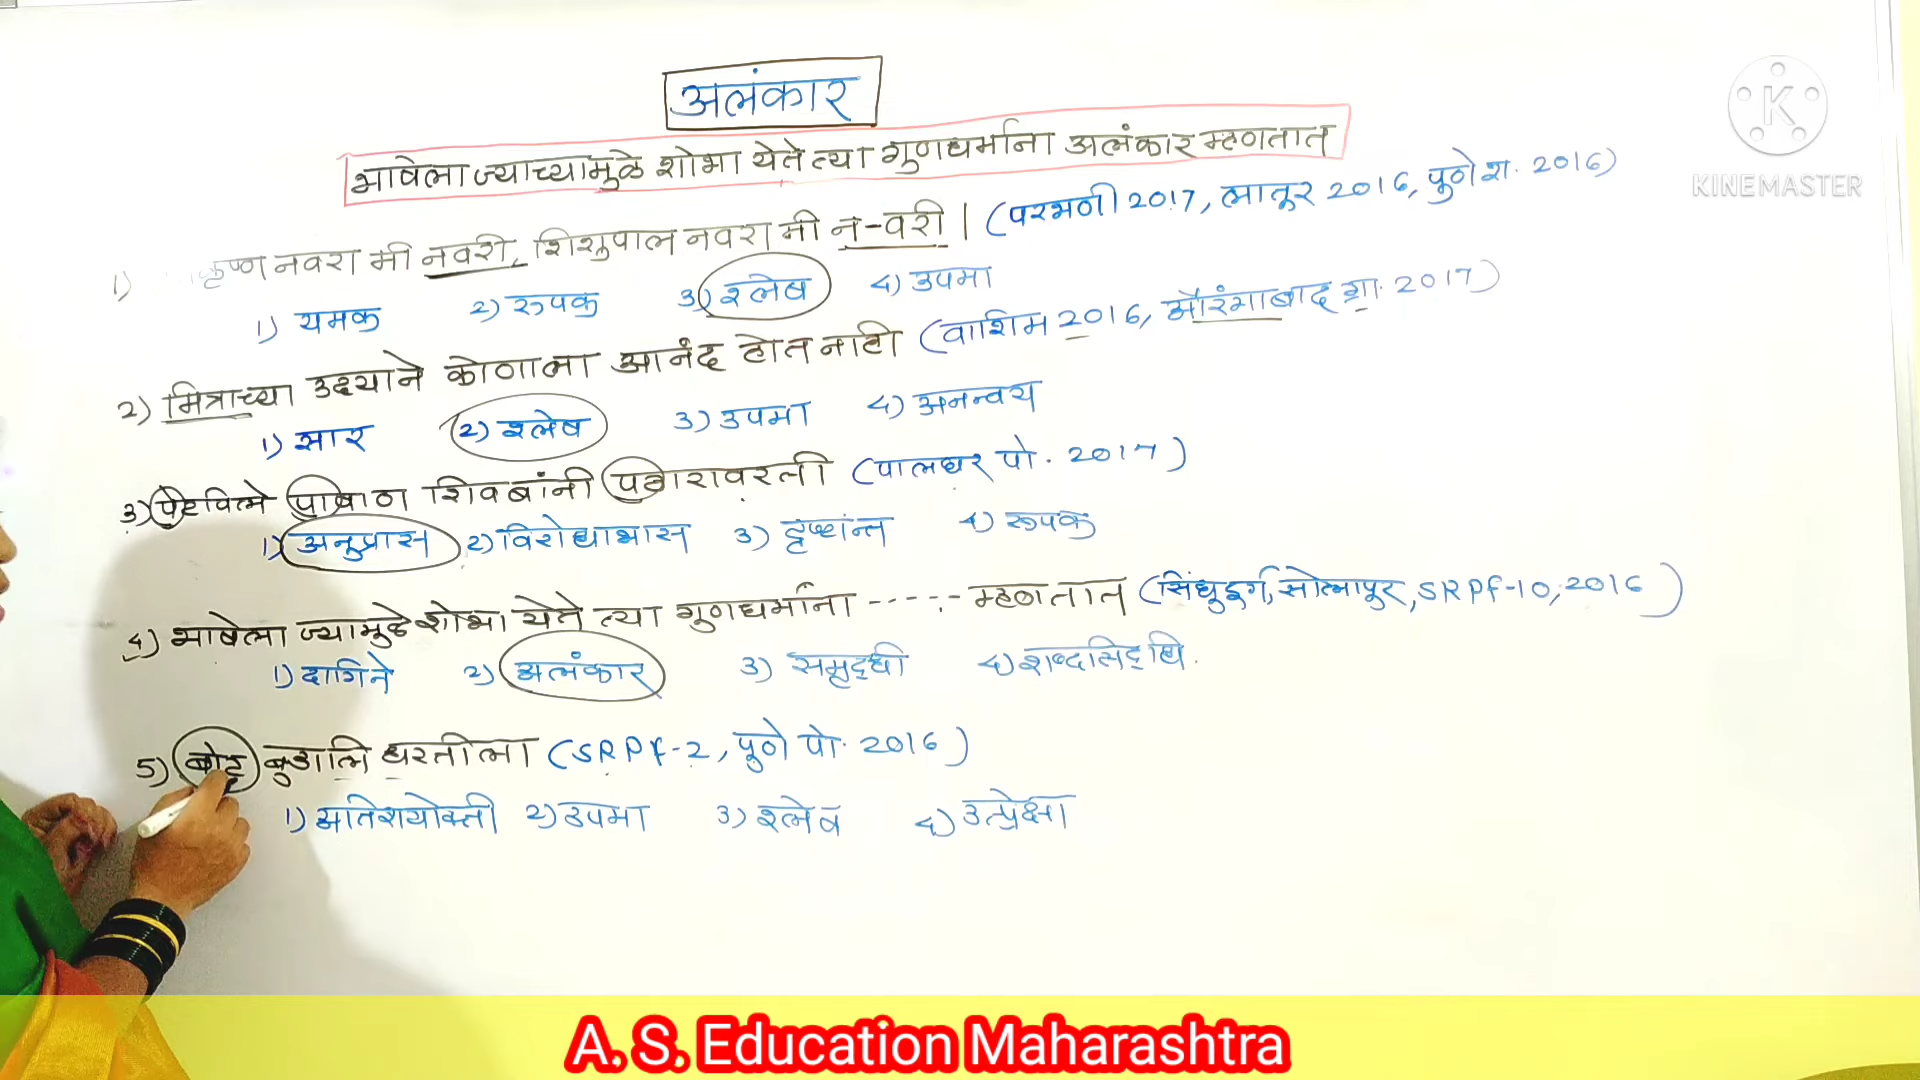 अलंकार
भाषेला ज्याच्यामुळे शोभा येते त्या गुणधर्मांना अलंकार म्हणतात
KINEMASTER
1) कृष्ण नवरा मी नवरी, शिशुपाल नवरा मी न-वरी । (परभणी 2017, लातूर 2016, पुणे श. 2016)
1) यमक 2) रूपक 3) श्लेष 4) उपमा
2) मित्राच्या उदयाने कोणाला आनंद होत नाही (वाशिम 2016, औरंगाबाद ग्रा. 2017)
1) सार 2) श्लेष 3) उपमा 4) अनन्वय
3) पेटविले पाषाण शिवबांनी पठारावरती (पालघर पो. 2017)
1) अनुप्रास 2) विरोधाभास 3) दृष्टांत 4) रूपक
4) भाषेला ज्यामुळे शोभा येते त्या गुणधर्मांना ------ म्हणतात (सिंधुदुर्ग, सोलापूर, SRPf-10, 2016)
1) दागिने 2) अलंकार 3) समृद्धी 4) शब्दसिद्धि.
5) बोट बुडालि धरतीला (SRPf-2, पुणे पो. 2016)
1) अतिशयोक्ती 2) उपमा 3) श्लेष 4) उत्प्रेक्षा
A. S. Education Maharashtra